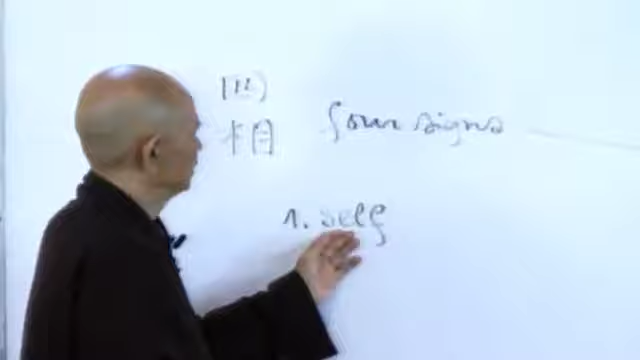 四
相 four signs
1. self